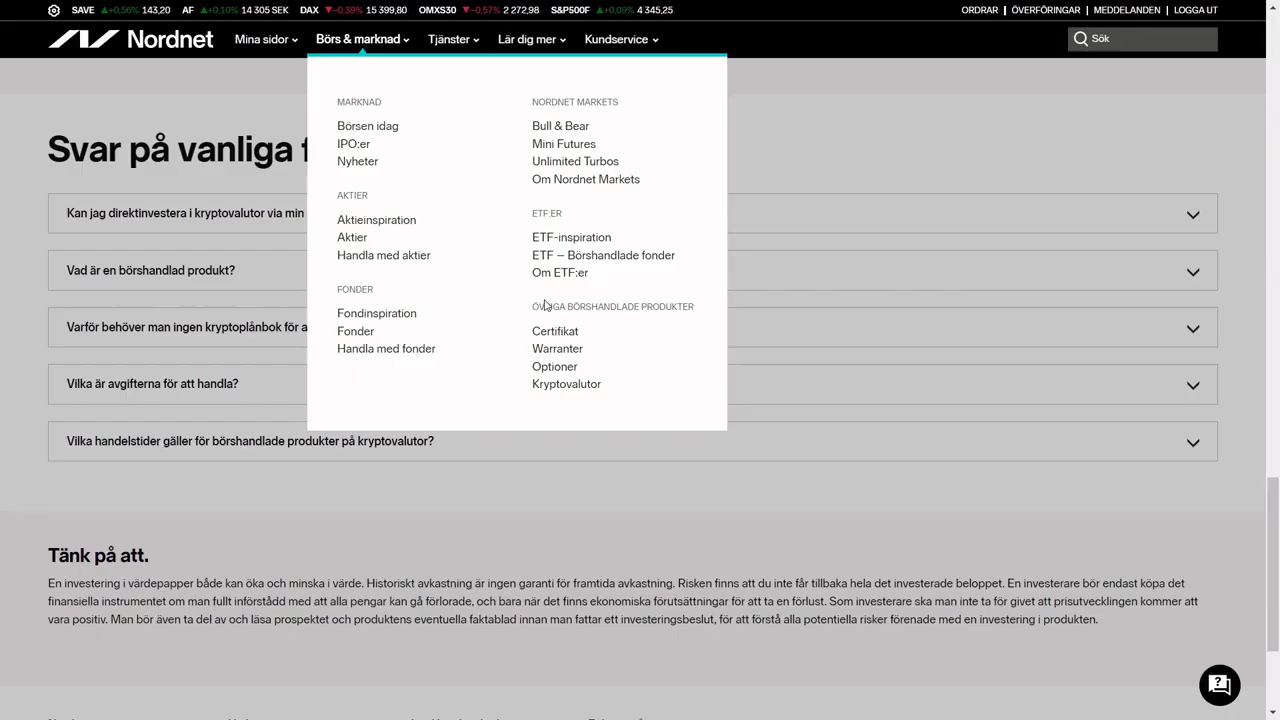 SAVE +0,56% 143,20 AF +0,10% 14 305 SEK DAX -0,39% 15 399,80 OMXS30 -0,57% 2 272,98 S&P500F +0,09% 4 345,25 ORDRAR | ÖVERFÖRINGAR | MEDDELANDEN | LOGGA UT
Nordnet Mina sidor Börs & marknad Tjänster Lär dig mer Kundservice Sök
MARKNAD
Börsen idag
IPO:er
Nyheter
AKTIER
Aktieinspiration
Aktier
Handla med aktier
FONDER
Fondinspiration
Fonder
Handla med fonder
NORDNET MARKETS
Bull & Bear
Mini Futures
Unlimited Turbos
Om Nordnet Markets
ETF:ER
ETF-inspiration
ETF – Börshandlade fonder
Om ETF:er
ÖVRIGA BÖRSHANDLADE PRODUKTER
Certifikat
Warranter
Optioner
Kryptovalutor
Svar på vanliga f
Kan jag direktinvestera i kryptovalutor via min
Vad är en börshandlad produkt?
Varför behöver man ingen kryptoplånbok för a
Vilka är avgifterna för att handla?
Vilka handelstider gäller för börshandlade produkter på kryptovalutor?
Tänk på att.
En investering i värdepapper både kan öka och minska i värde. Historiskt avkastning är ingen garanti för framtida avkastning. Risken finns att du inte får tillbaka hela det investerade beloppet. En investerare bör endast köpa det
finansiella instrumentet om man fullt införstådd med att alla pengar kan gå förlorade, och bara när det finns ekonomiska förutsättningar för att ta en förlust. Som investerare ska man inte ta för givet att prisutvecklingen kommer att
vara positiv. Man bör även ta del av och läsa prospektet och produktens eventuella faktablad innan man fattar ett investeringsbeslut, för att förstå alla potentiella risker förenade med en investering i produkten.